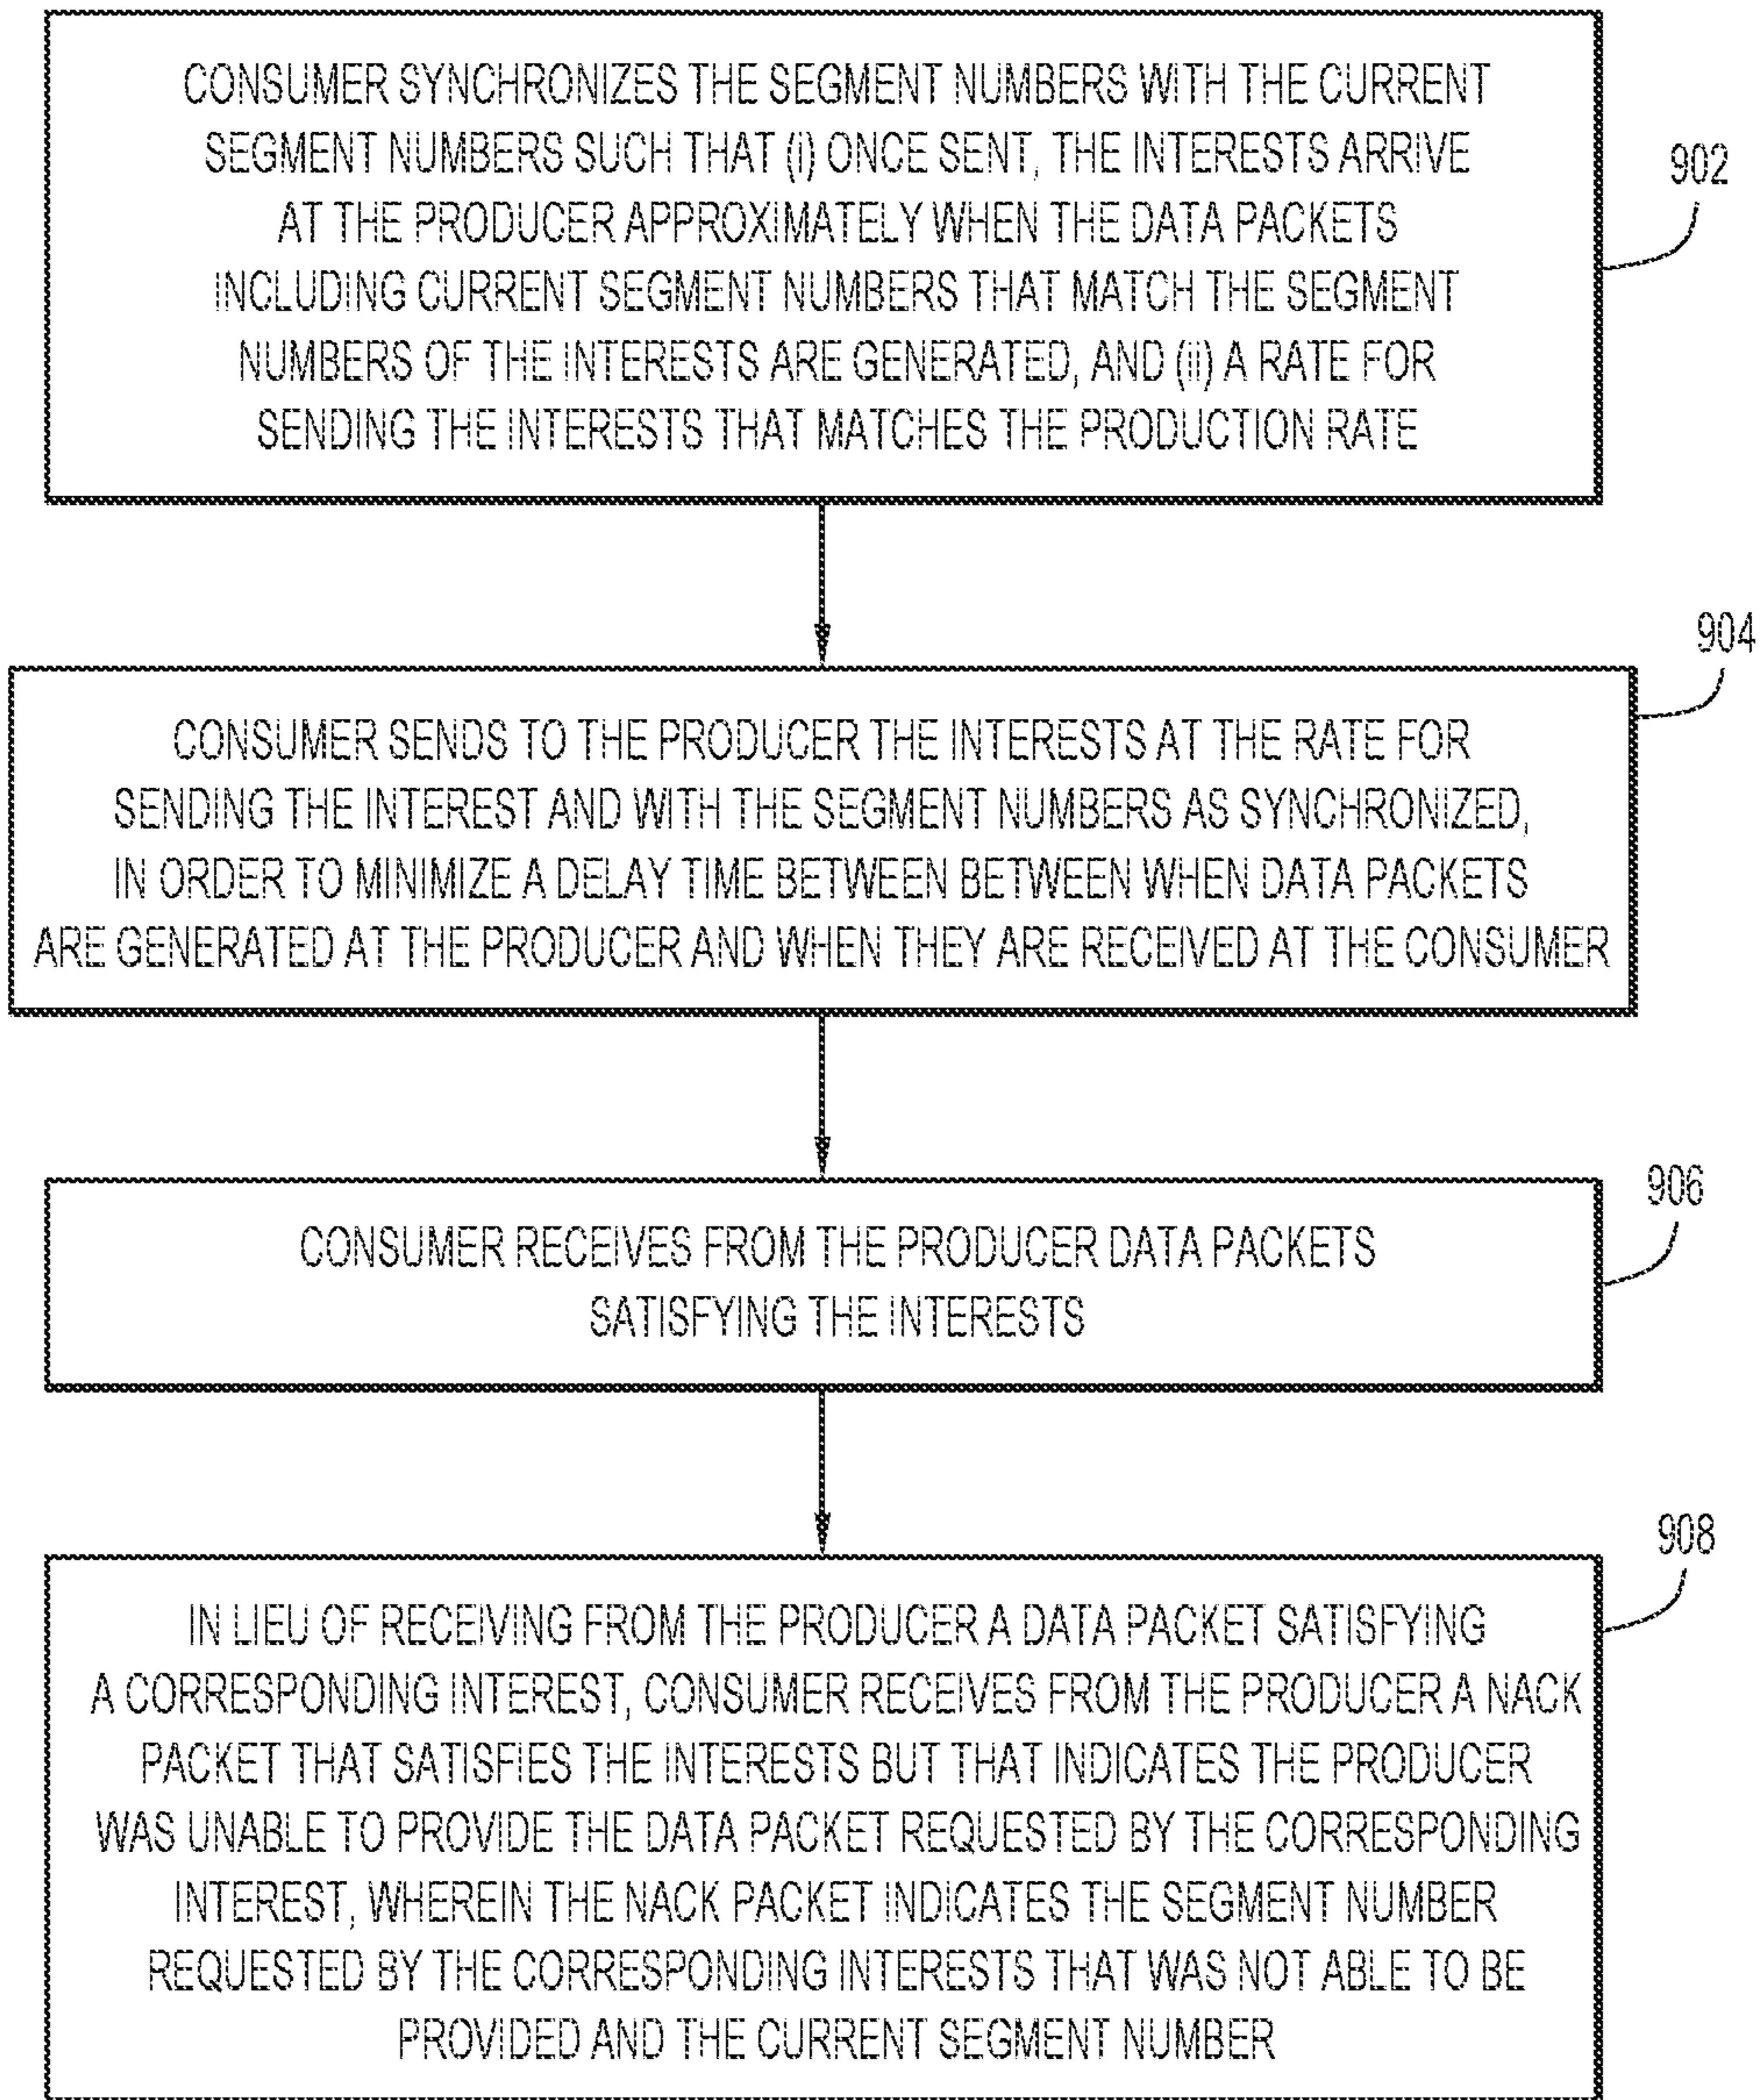 CONSUMER SYNCHRONIZES THE SEGMENT NUMBERS WITH THE CURRENT
SEGMENT NUMBERS SUCH THAT (i) ONCE SENT, THE INTERESTS ARRIVE
AT THE PRODUCER APPROXIMATELY WHEN THE DATA PACKETS
INCLUDING CURRENT SEGMENT NUMBERS THAT MATCH THE SEGMENT
NUMBERS OF THE INTERESTS ARE GENERATED, AND (ii) A RATE FOR
SENDING THE INTERESTS THAT MATCHES THE PRODUCTION RATE
902
904
CONSUMER SENDS TO THE PRODUCER THE INTERESTS AT THE RATE FOR
SENDING THE INTEREST AND WITH THE SEGMENT NUMBERS AS SYNCHRONIZED,
IN ORDER TO MINIMIZE A DELAY TIME BETWEEN BETWEEN WHEN DATA PACKETS
ARE GENERATED AT THE PRODUCER AND WHEN THEY ARE RECEIVED AT THE CONSUMER
906
CONSUMER RECEIVES FROM THE PRODUCER DATA PACKETS
SATISFYING THE INTERESTS
908
IN LIEU OF RECEIVING FROM THE PRODUCER A DATA PACKET SATISFYING
A CORRESPONDING INTEREST, CONSUMER RECEIVES FROM THE PRODUCER A NACK
PACKET THAT SATISFIES THE INTERESTS BUT THAT INDICATES THE PRODUCER
WAS UNABLE TO PROVIDE THE DATA PACKET REQUESTED BY THE CORRESPONDING
INTEREST, WHEREIN THE NACK PACKET INDICATES THE SEGMENT NUMBER
REQUESTED BY THE CORRESPONDING INTERESTS THAT WAS NOT ABLE TO BE
PROVIDED AND THE CURRENT SEGMENT NUMBER